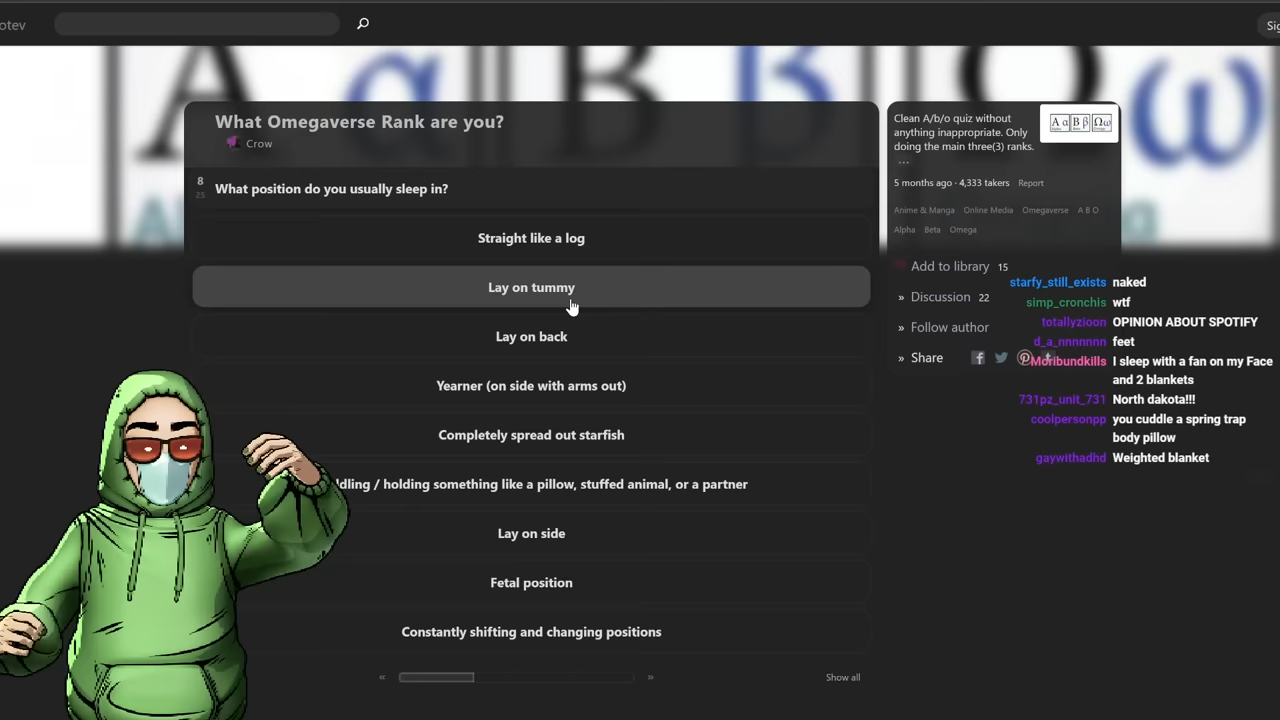 otev
Sig
What Omegaverse Rank are you?
Crow
8
25
What position do you usually sleep in?
Straight like a log
Lay on tummy
Lay on back
Yearner (on side with arms out)
Completely spread out starfish
ldling / holding something like a pillow, stuffed animal, or a partner
Lay on side
Fetal position
Constantly shifting and changing positions
«
»
Show all
Clean A/b/o quiz without
anything inappropriate. Only
doing the main three(3) ranks.
...
A α B β Ω ω
5 months ago · 4,333 takers Report
Anime & Manga Online Media Omegaverse A B O
Alpha Beta Omega
Add to library 15
» Discussion 22
» Follow author
» Share
starfy_still_exists naked
simp_cronchis wtf
totallyzioon OPINION ABOUT SPOTIFY
d_a_nnnnnnn feet
Moribundkills I sleep with a fan on my Face
and 2 blankets
731pz_unit_731 North dakota!!!
coolpersonpp you cuddle a spring trap
body pillow
gaywithadhd Weighted blanket